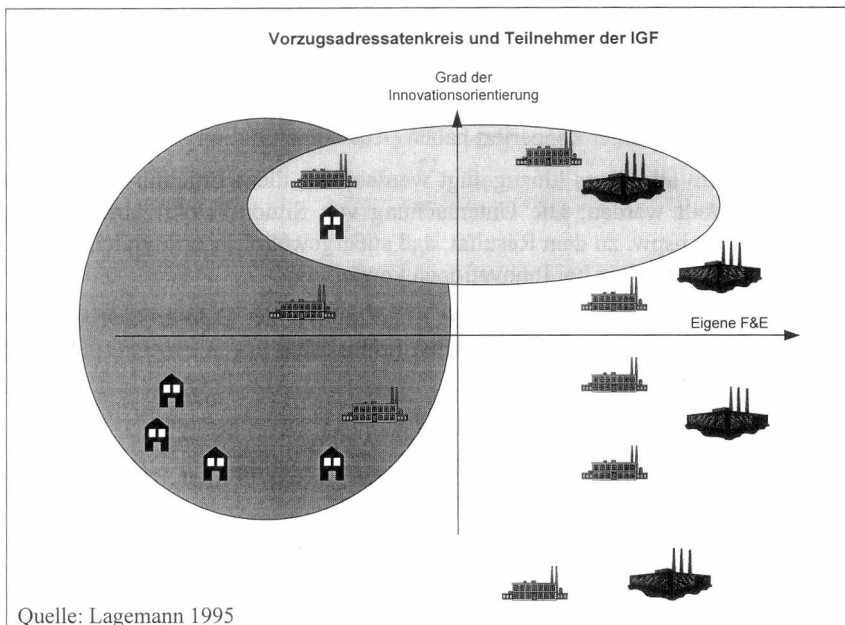 Vorzugsadressatenkreis und Teilnehmer der IGF
Grad der
Innovationsorientierung
Eigene F&E
Quelle: Lagemann 1995